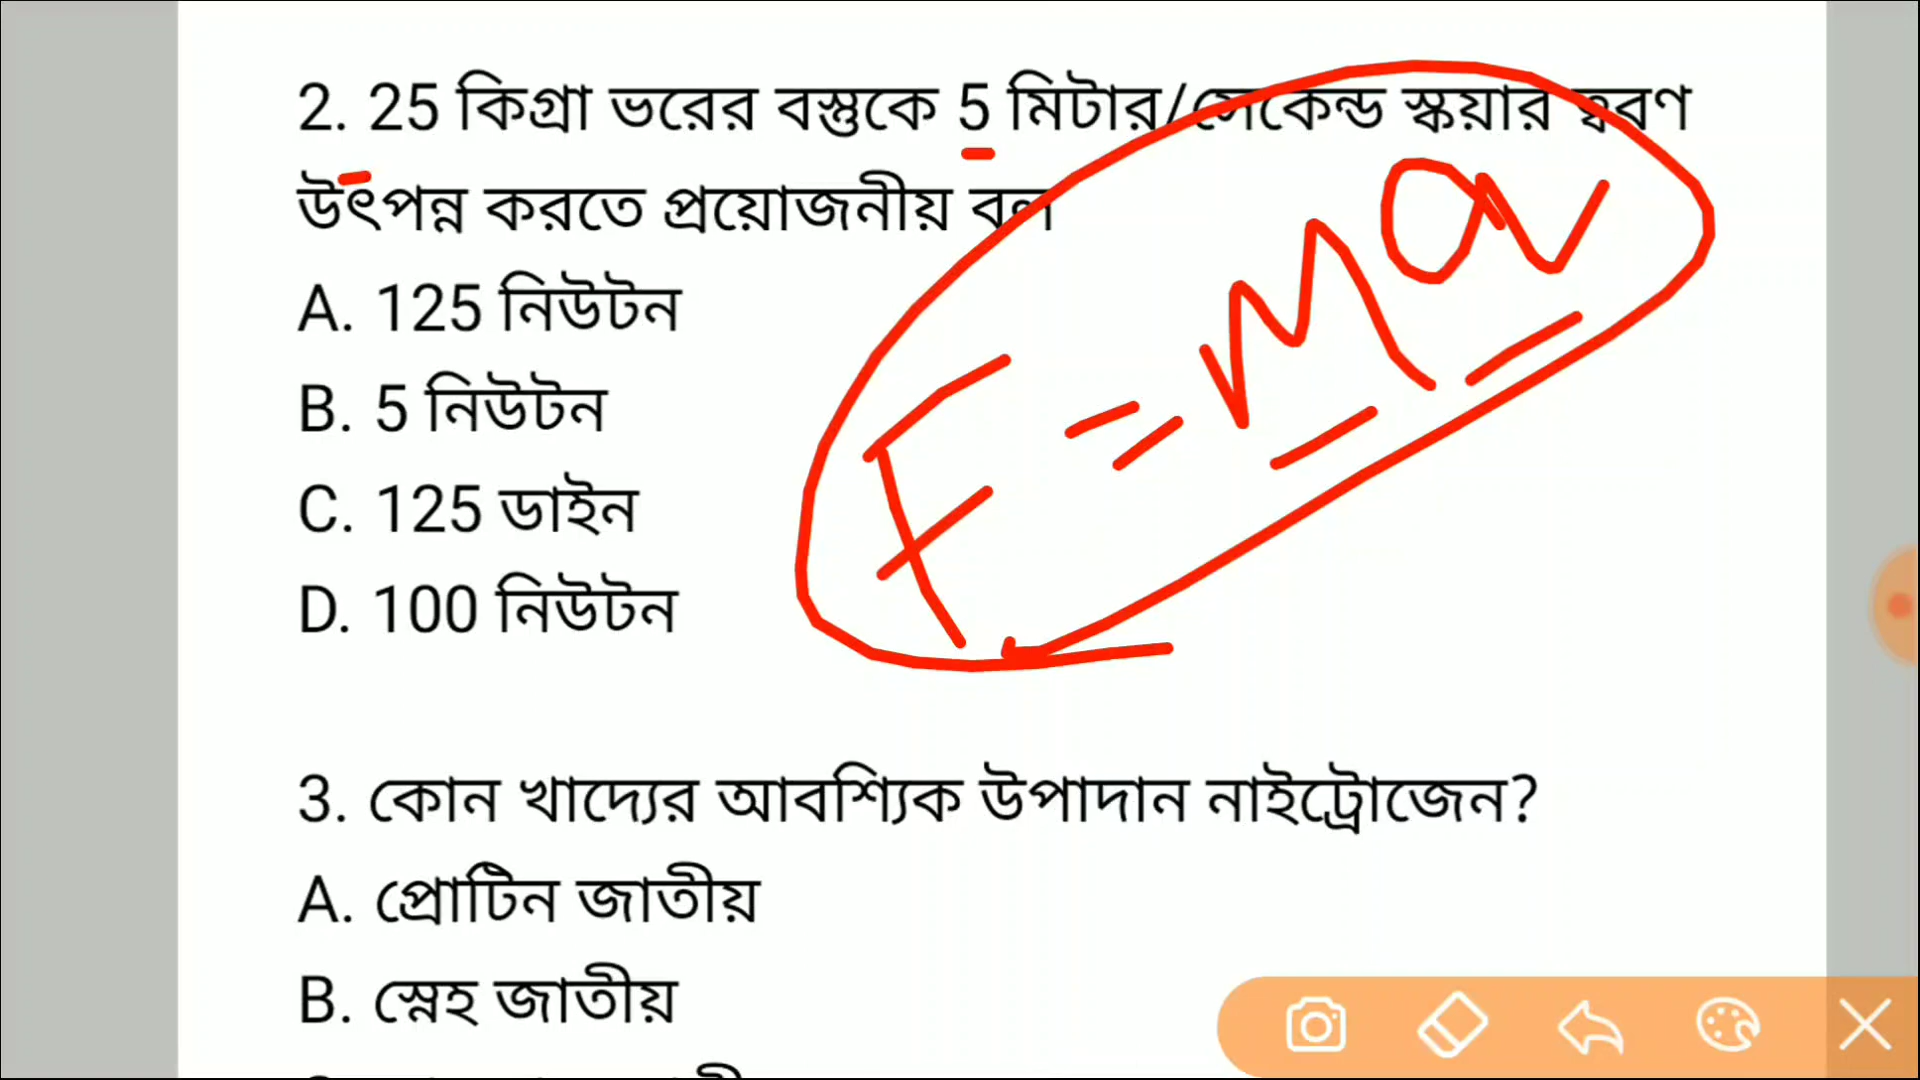 2. 25 কিগ্রা ভরের বস্তুকে 5 মিটার/সেকেন্ড স্কয়ার ত্বরণ
উৎপন্ন করতে প্রয়োজনীয় বল
A. 125 নিউটন
B. 5 নিউটন
C. 125 ডাইন
D. 100 নিউটন
F = ma
3. কোন খাদ্যের আবশ্যিক উপাদান নাইট্রোজেন?
A. প্রোটিন জাতীয়
B. স্নেহ জাতীয়